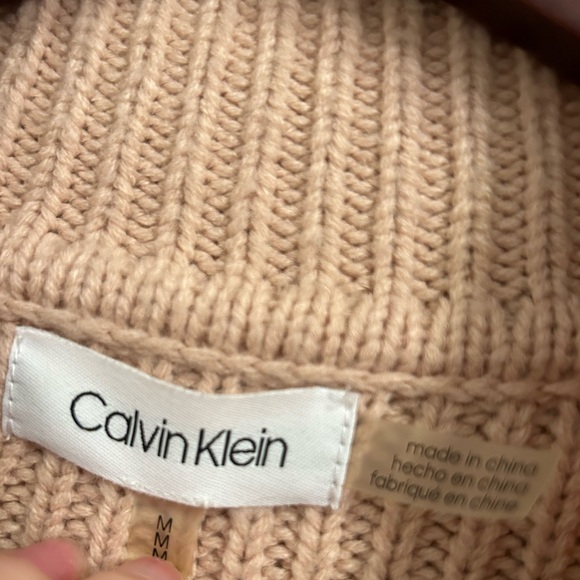 Calvin Klein
made in china
hecho en china
fabriqué en chine
M
M
M